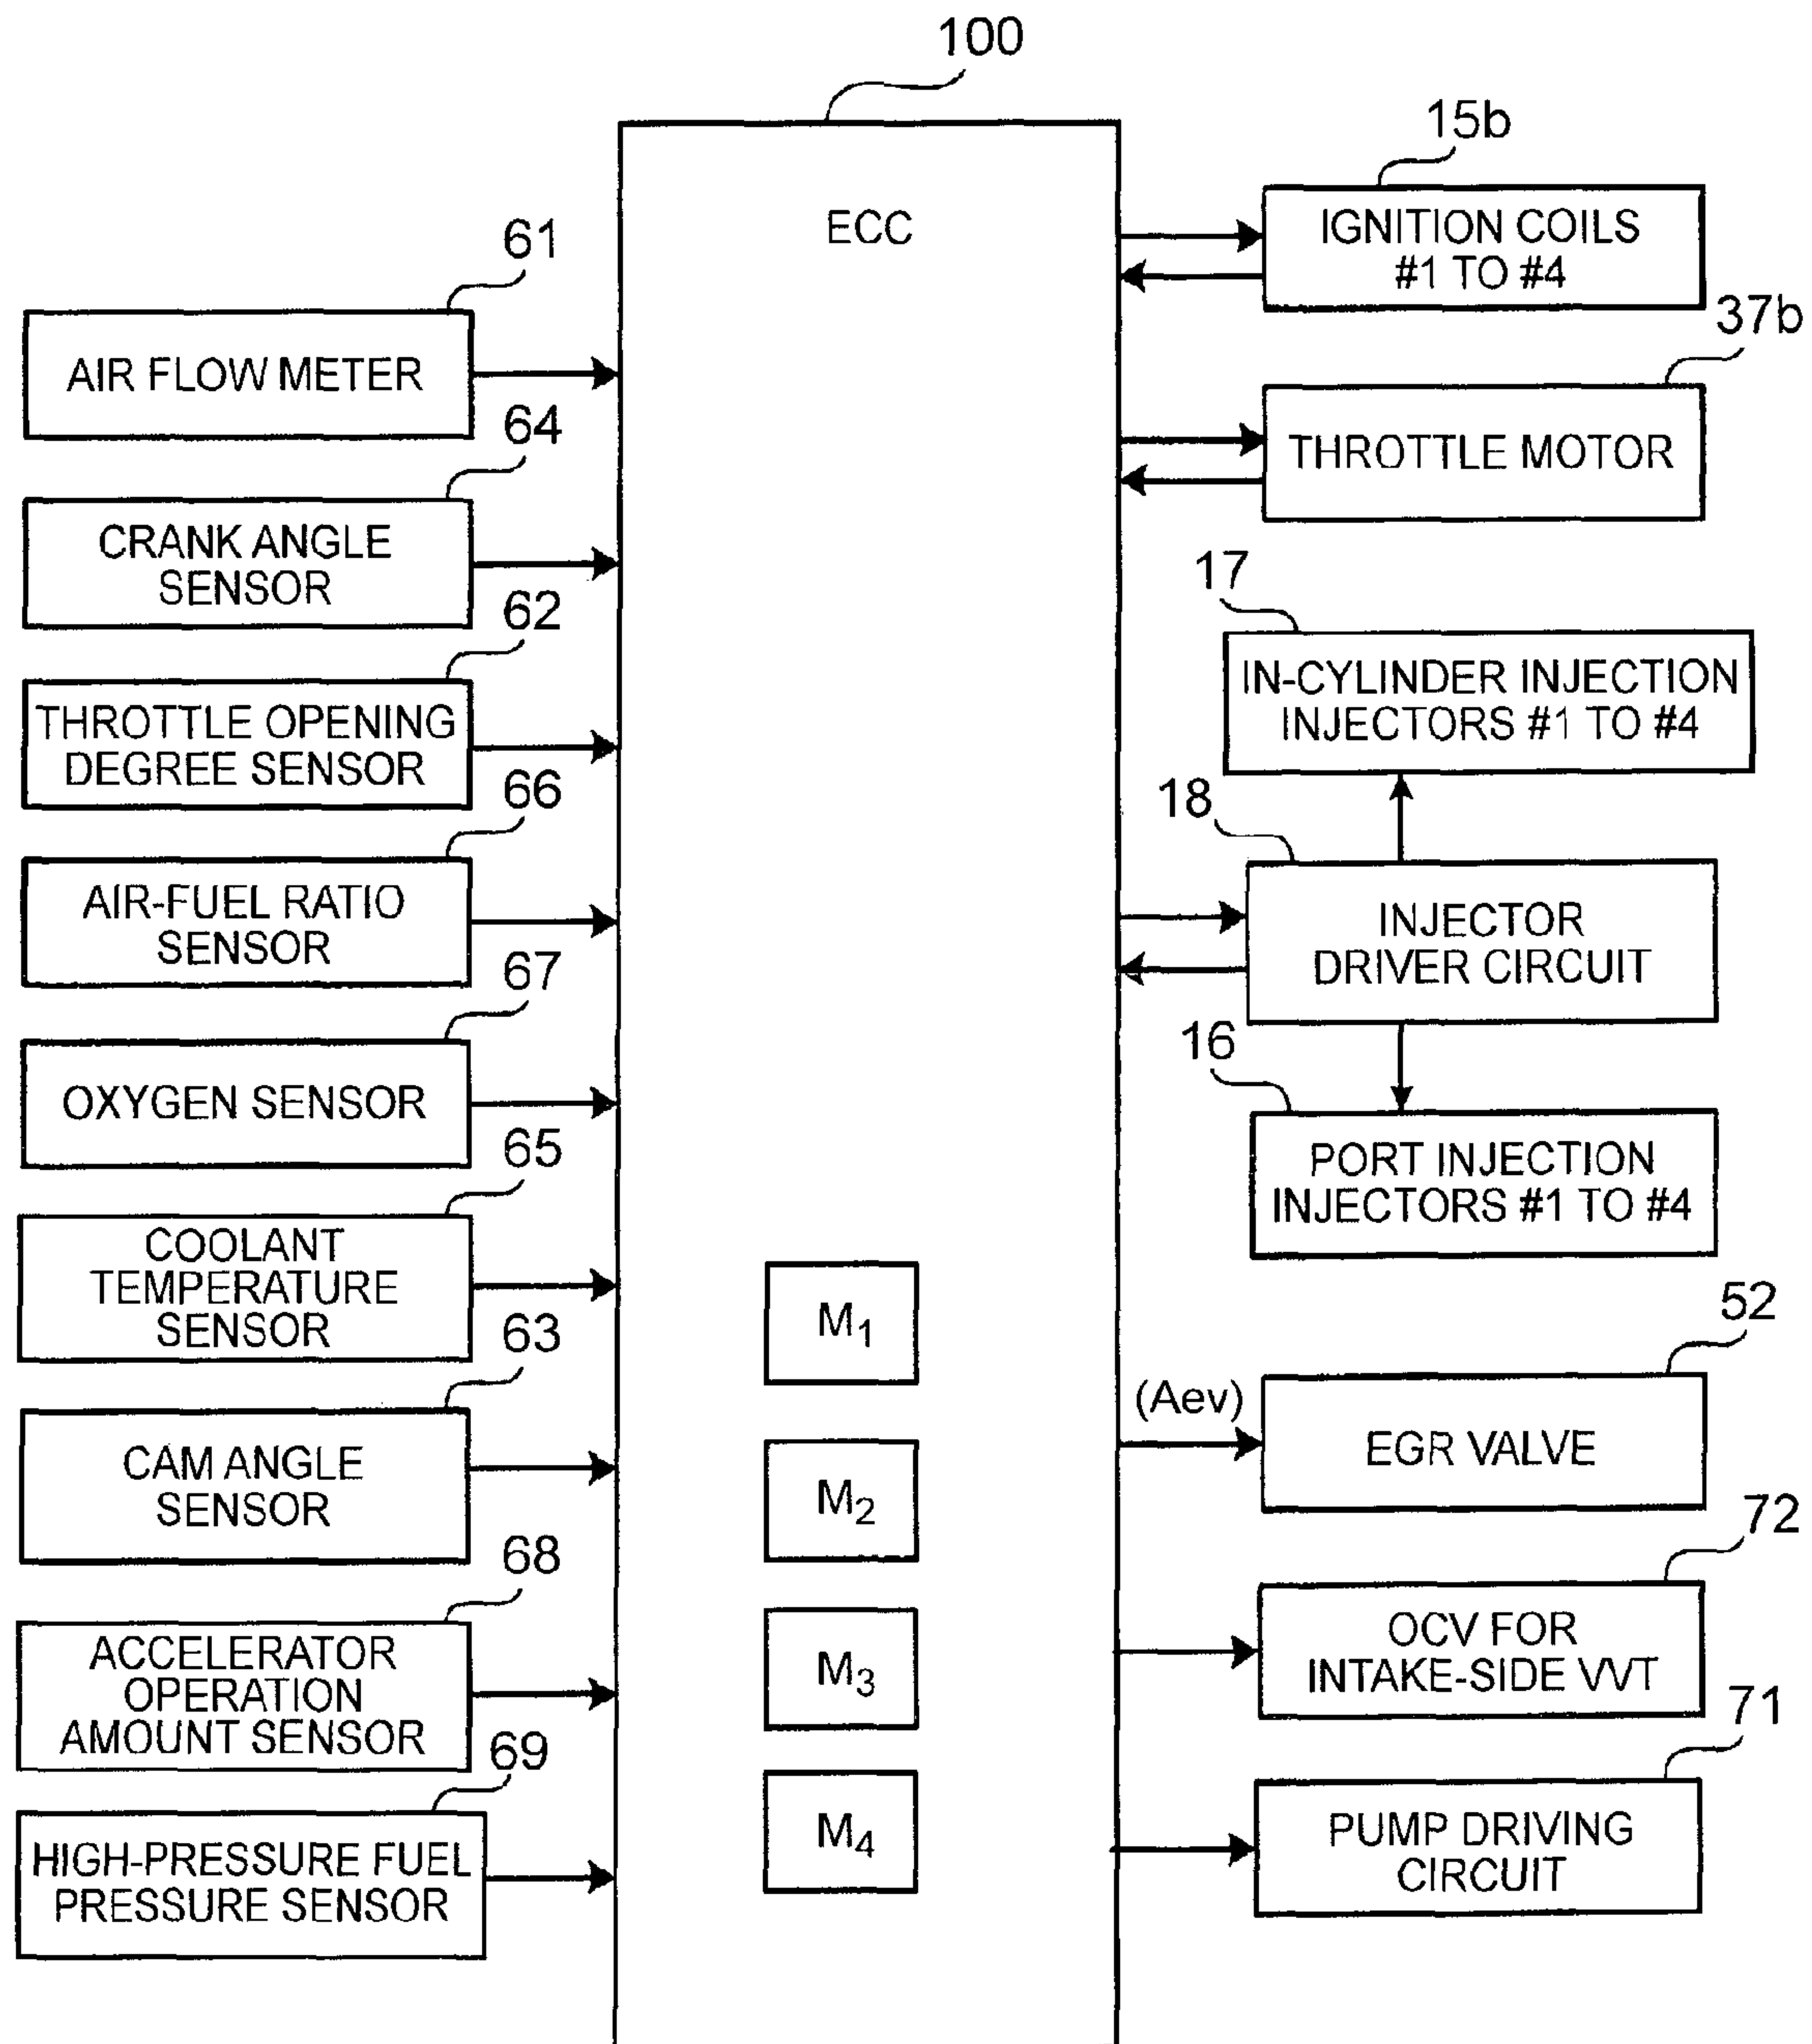 100
ECC
61
AIR FLOW METER
64
CRANK ANGLE
SENSOR
62
THROTTLE OPENING
DEGREE SENSOR
66
AIR-FUEL RATIO
SENSOR
67
OXYGEN SENSOR
65
COOLANT
TEMPERATURE
SENSOR
63
CAM ANGLE
SENSOR
68
ACCELERATOR
OPERATION
AMOUNT SENSOR
69
HIGH-PRESSURE FUEL
PRESSURE SENSOR
M1
M2
M3
M4
15b
IGNITION COILS
#1 TO #4
37b
THROTTLE MOTOR
17
IN-CYLINDER INJECTION
INJECTORS #1 TO #4
18
INJECTOR
DRIVER CIRCUIT
16
PORT INJECTION
INJECTORS #1 TO #4
52
(Aev)
EGR VALVE
72
OCV FOR
INTAKE-SIDE VVT
71
PUMP DRIVING
CIRCUIT